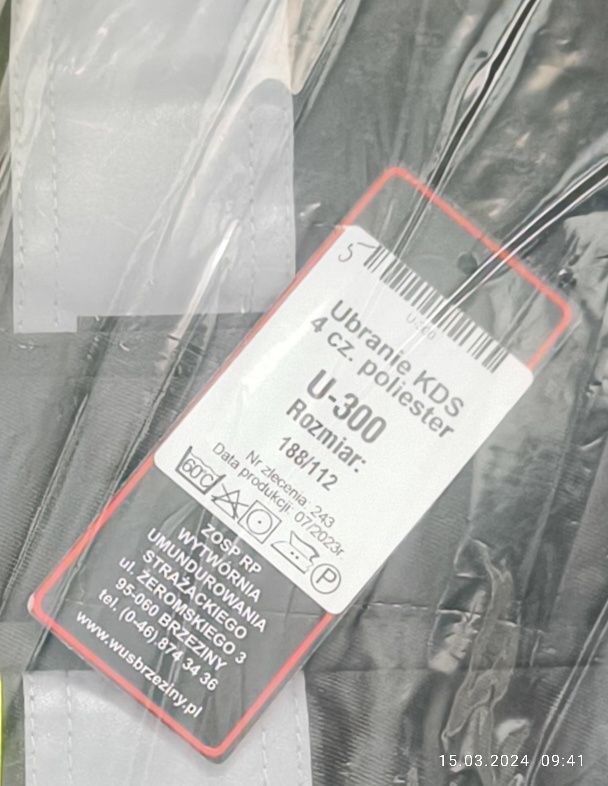 5
U-300
Ubranie KDS
4 cz. poliester
U-300
Rozmiar:
188/112
Nr zlecenia: 243
Data produkcji: 07/2023r
60°C
P
ZOSP RP
WYTWÓRNIA
UMUNDUROWANIA
STRAŻACKIEGO
ul. ŻEROMSKIEGO 3
95-060 BRZEZINY
tel. (0-46) 874 34 36
www.wusbrzeziny.pl
15.03.2024 09:41